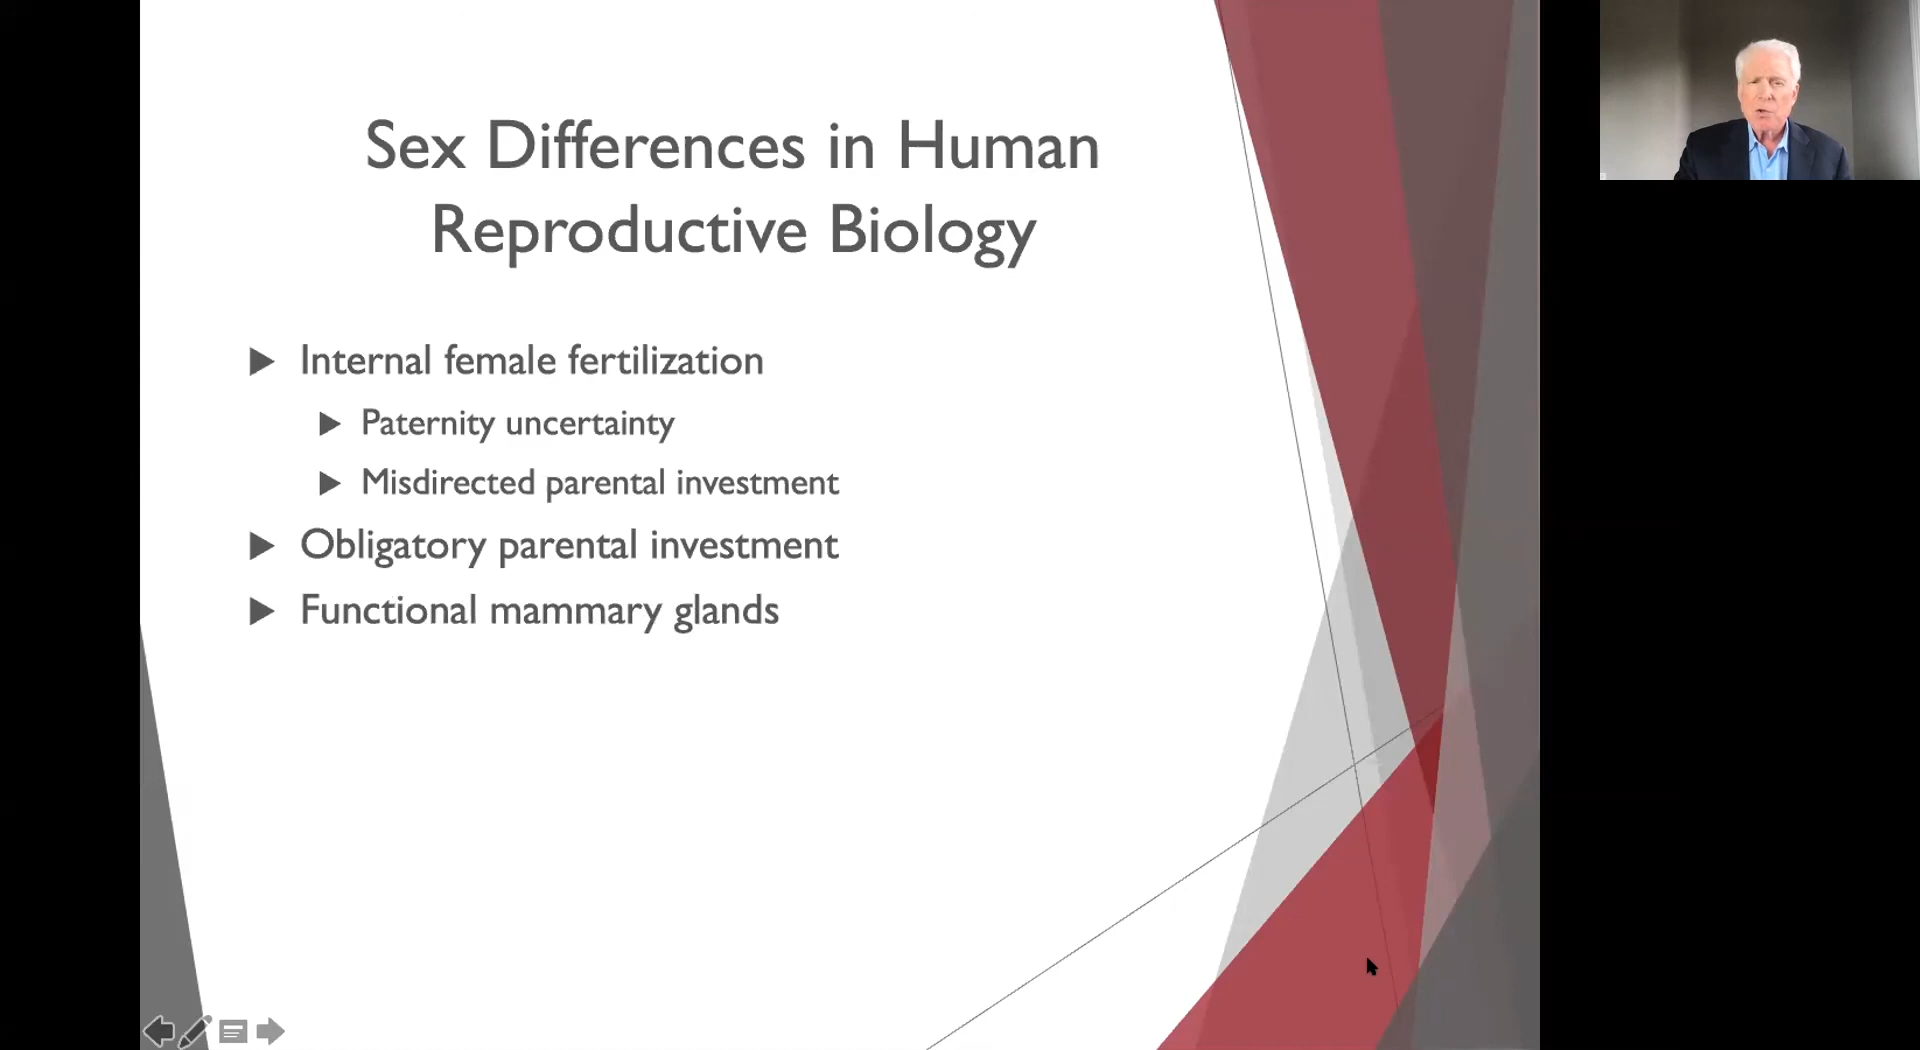 Sex Differences in Human
Reproductive Biology
Internal female fertilization
Paternity uncertainty
Misdirected parental investment
Obligatory parental investment
Functional mammary glands